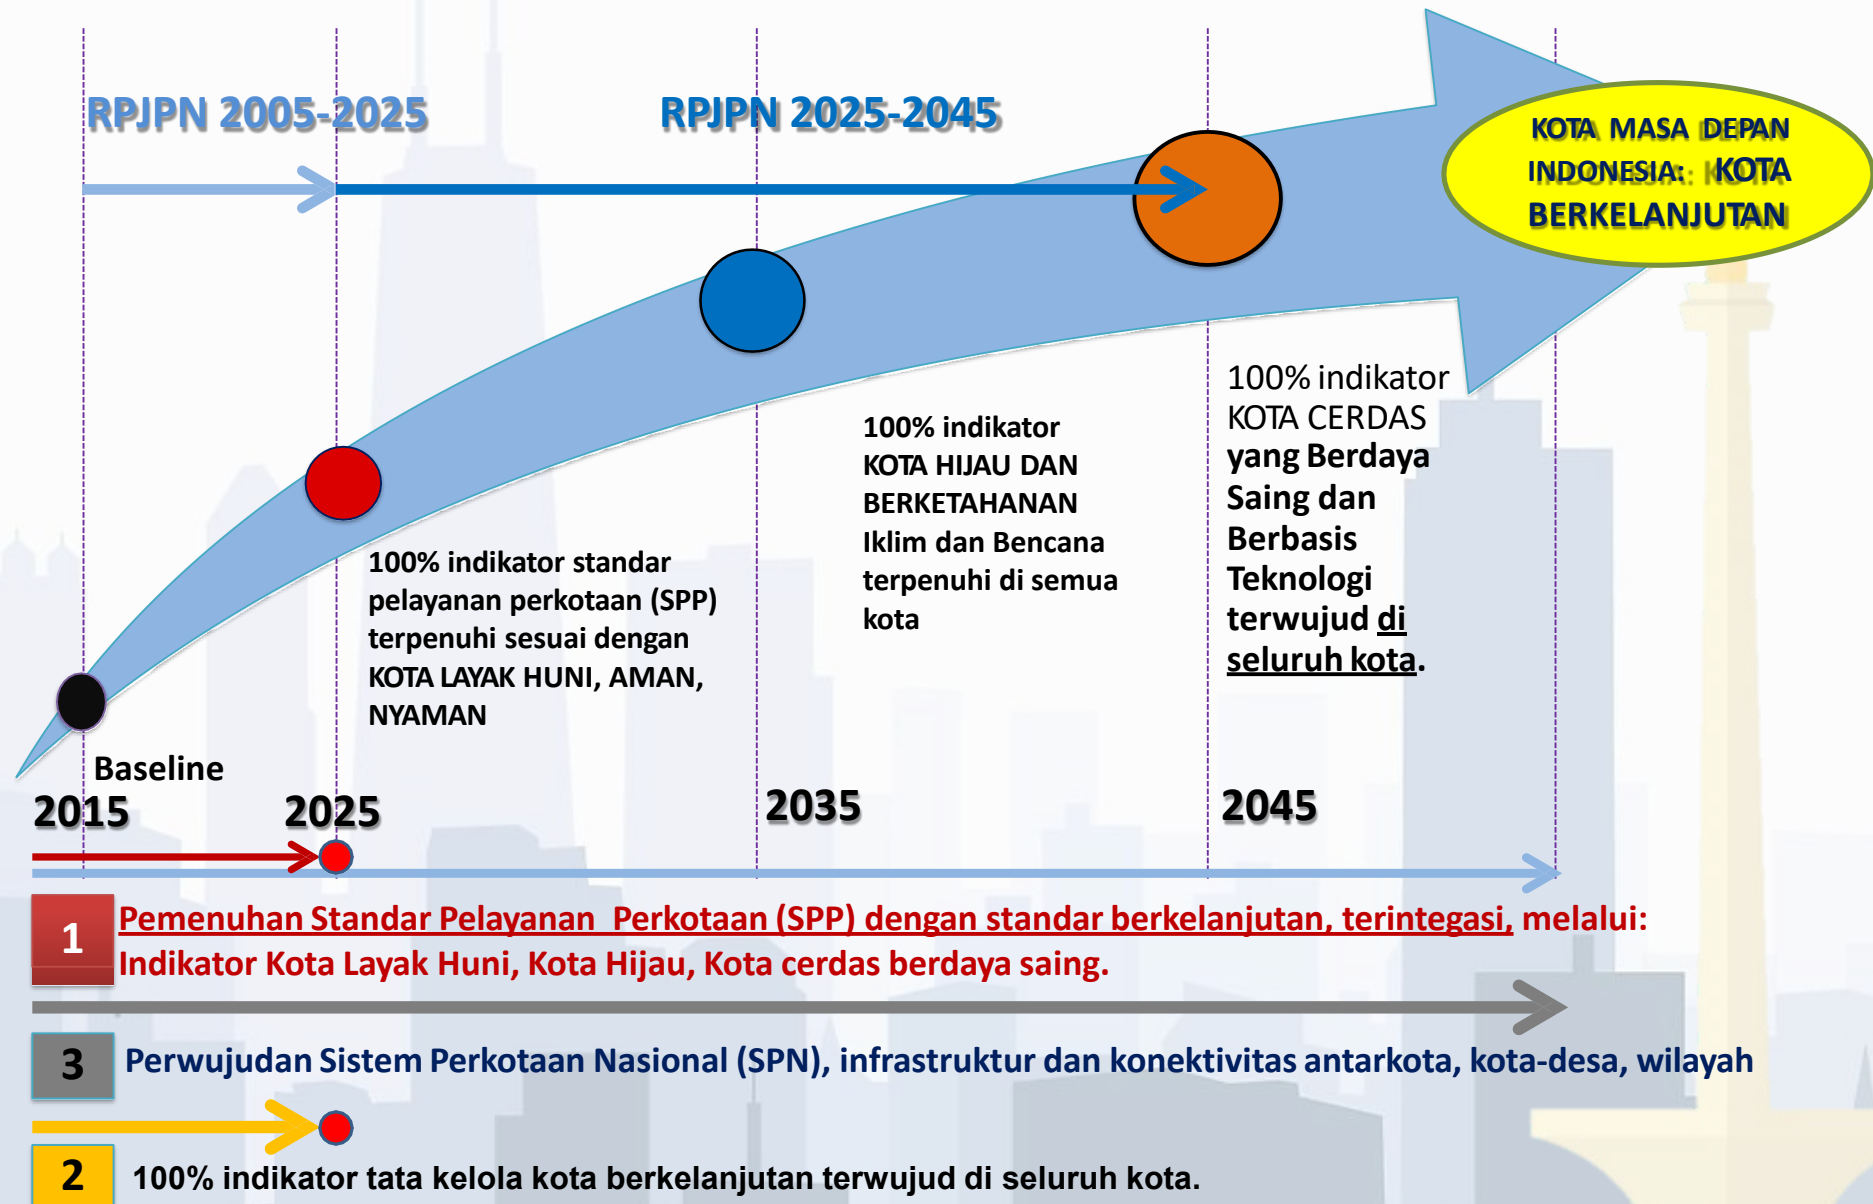 RPJPN 2005-2025
RPJPN 2025-2045
KOTA MASA DEPAN
INDONESIA: KOTA
BERKELANJUTAN
100% indikator standar
pelayanan perkotaan (SPP)
terpenuhi sesuai dengan
KOTA LAYAK HUNI, AMAN,
NYAMAN
100% indikator
KOTA HIJAU DAN
BERKETAHANAN
Iklim dan Bencana
terpenuhi di semua
kota
100% indikator
KOTA CERDAS
yang Berdaya
Saing dan
Berbasis
Teknologi
terwujud di
seluruh kota.
Baseline
2015
2025
2035
2045
1
Pemenuhan Standar Pelayanan Perkotaan (SPP) dengan standar berkelanjutan, terintegasi, melalui:
Indikator Kota Layak Huni, Kota Hijau, Kota cerdas berdaya saing.
3
Perwujudan Sistem Perkotaan Nasional (SPN), infrastruktur dan konektivitas antarkota, kota-desa, wilayah
2
100% indikator tata kelola kota berkelanjutan terwujud di seluruh kota.